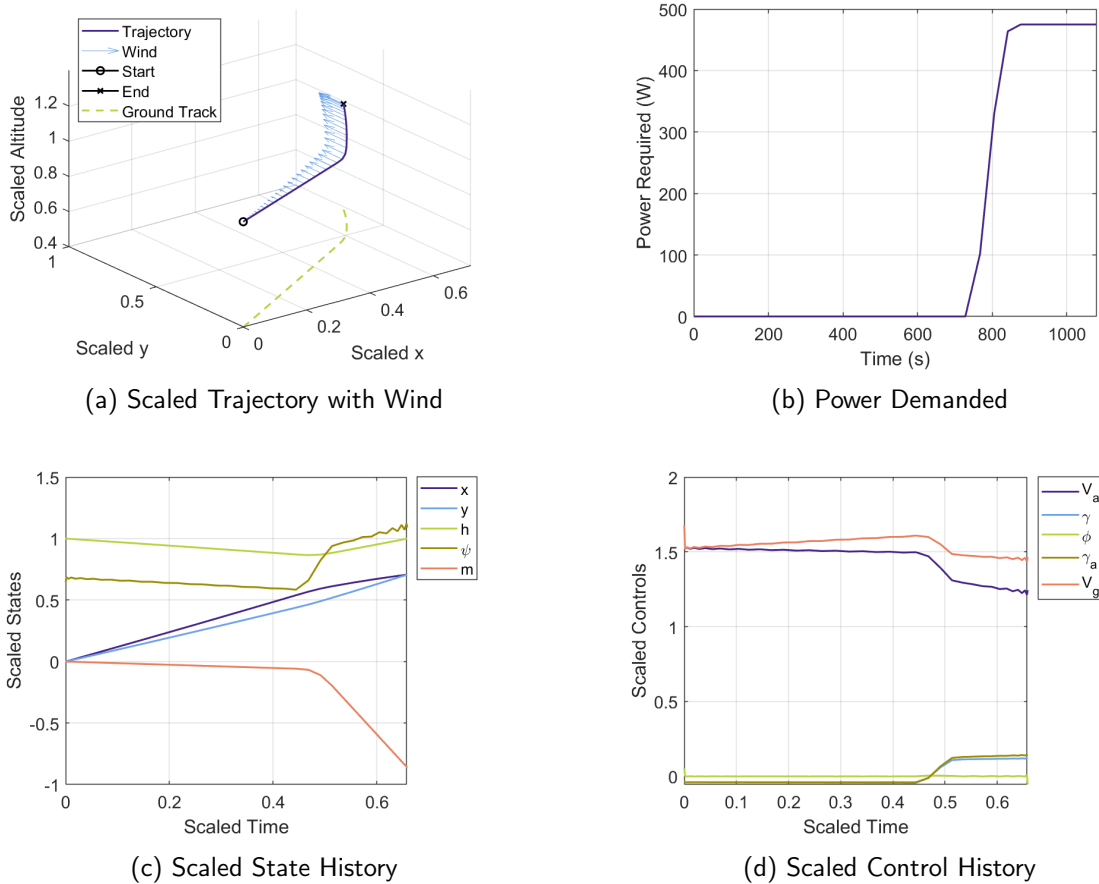 Trajectory
Wind
Start
End
Ground Track
Scaled Altitude
1.2
1
0.8
0.6
0.4
1
0.5
0
Scaled y
0
0.2
0.4
0.6
Scaled x
(a) Scaled Trajectory with Wind
Power Required (W)
500
400
300
200
100
0
0
200
400
600
800
1000
Time (s)
(b) Power Demanded
Scaled States
1.5
1
0.5
0
-0.5
-1
0
0.2
0.4
0.6
Scaled Time
x
y
h
ψ
m
(c) Scaled State History
Scaled Controls
2
1.5
1
0.5
0
0
0.1
0.2
0.3
0.4
0.5
0.6
Scaled Time
V_a
γ
ϕ
γ_a
V_g
(d) Scaled Control History